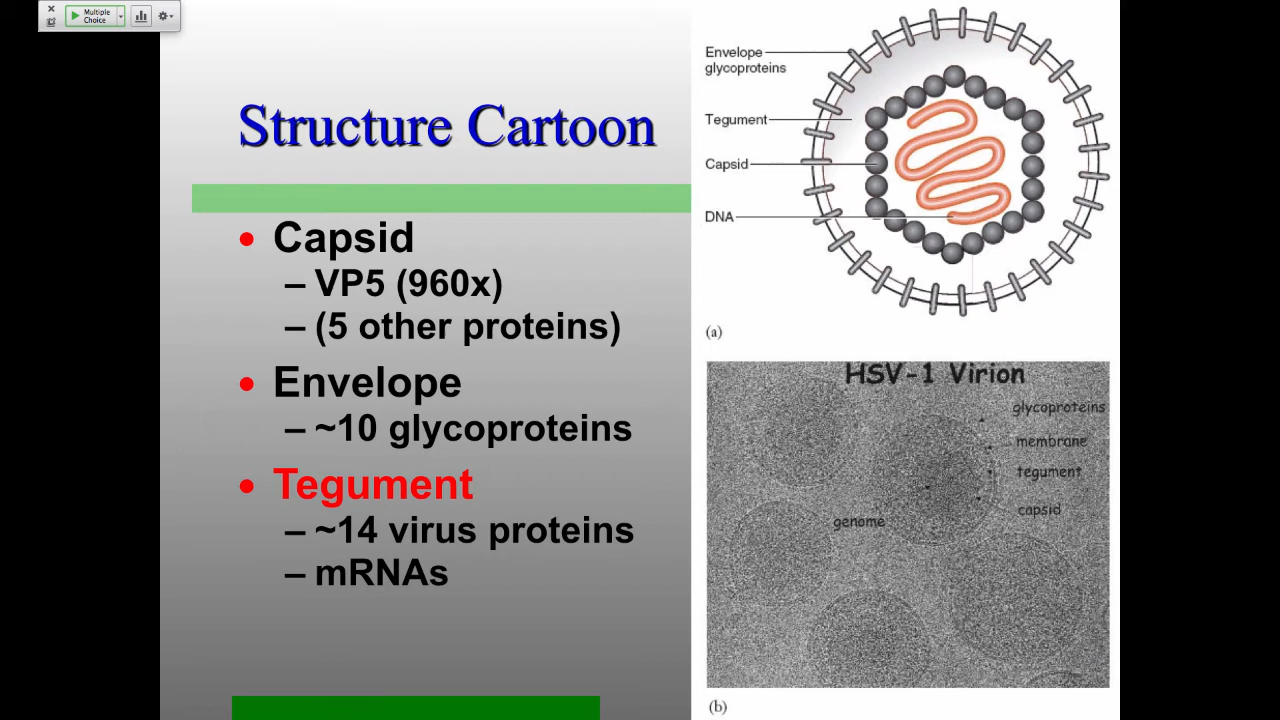 Multiple
Choice
Structure Cartoon
• Capsid
– VP5 (960x)
– (5 other proteins)
• Envelope
– ~10 glycoproteins
• Tegument
– ~14 virus proteins
– mRNAs
Envelope
glycoproteins
Tegument
Capsid
DNA
(a)
HSV-1 Virion
glycoproteins
membrane
tegument
capsid
genome
(b)